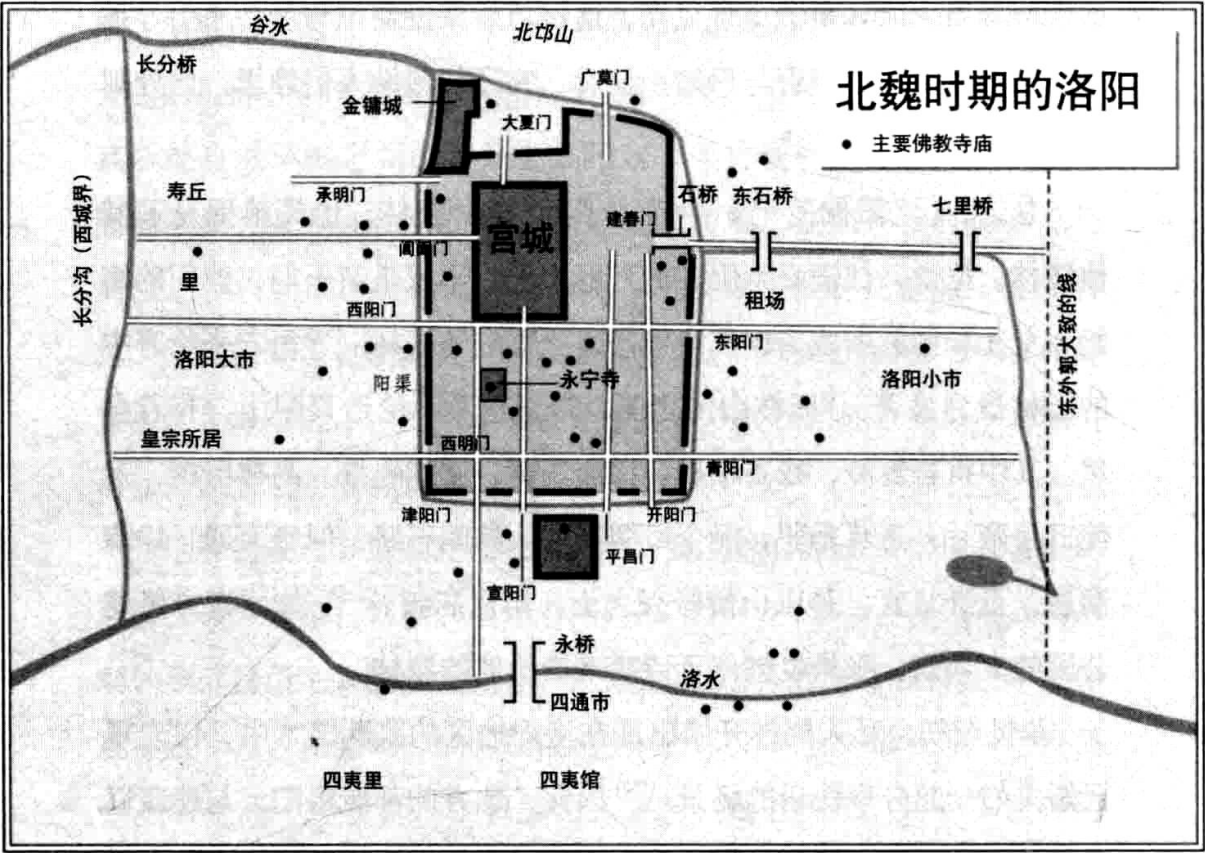 谷水
北邙山
长分桥
广莫门
北魏时期的洛阳
金镛城
大夏门
主要佛教寺庙
寿丘
承明门
石桥
东石桥
七里桥
建春门
宫城
长分沟（西城界）
里
西阳门
租场
东外郭大致的线
洛阳大市
东阳门
阳渠
永宁寺
洛阳小市
皇宗所居
西明门
青阳门
津阳门
开阳门
平昌门
宣阳门
永桥
洛水
四通市
四夷里
四夷馆